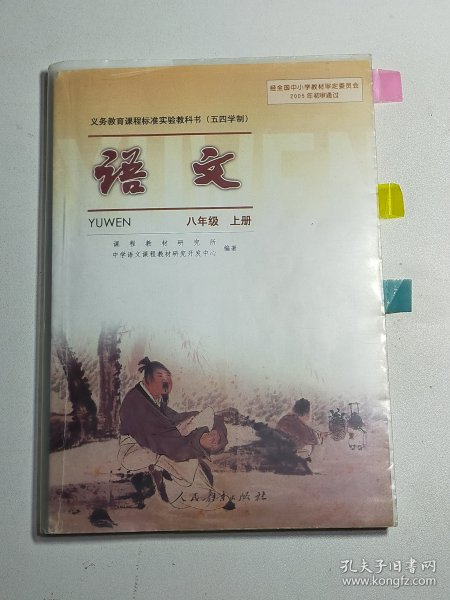 经全国中小学教材审定委员会
2005年初审通过
义务教育课程标准实验教科书（五四学制）
语文
YUWEN 八年级 上册
课程教材研究所
中学语文课程教材研究开发中心 编著
人民教育出版社
孔夫子旧书网
www.kongfz.com